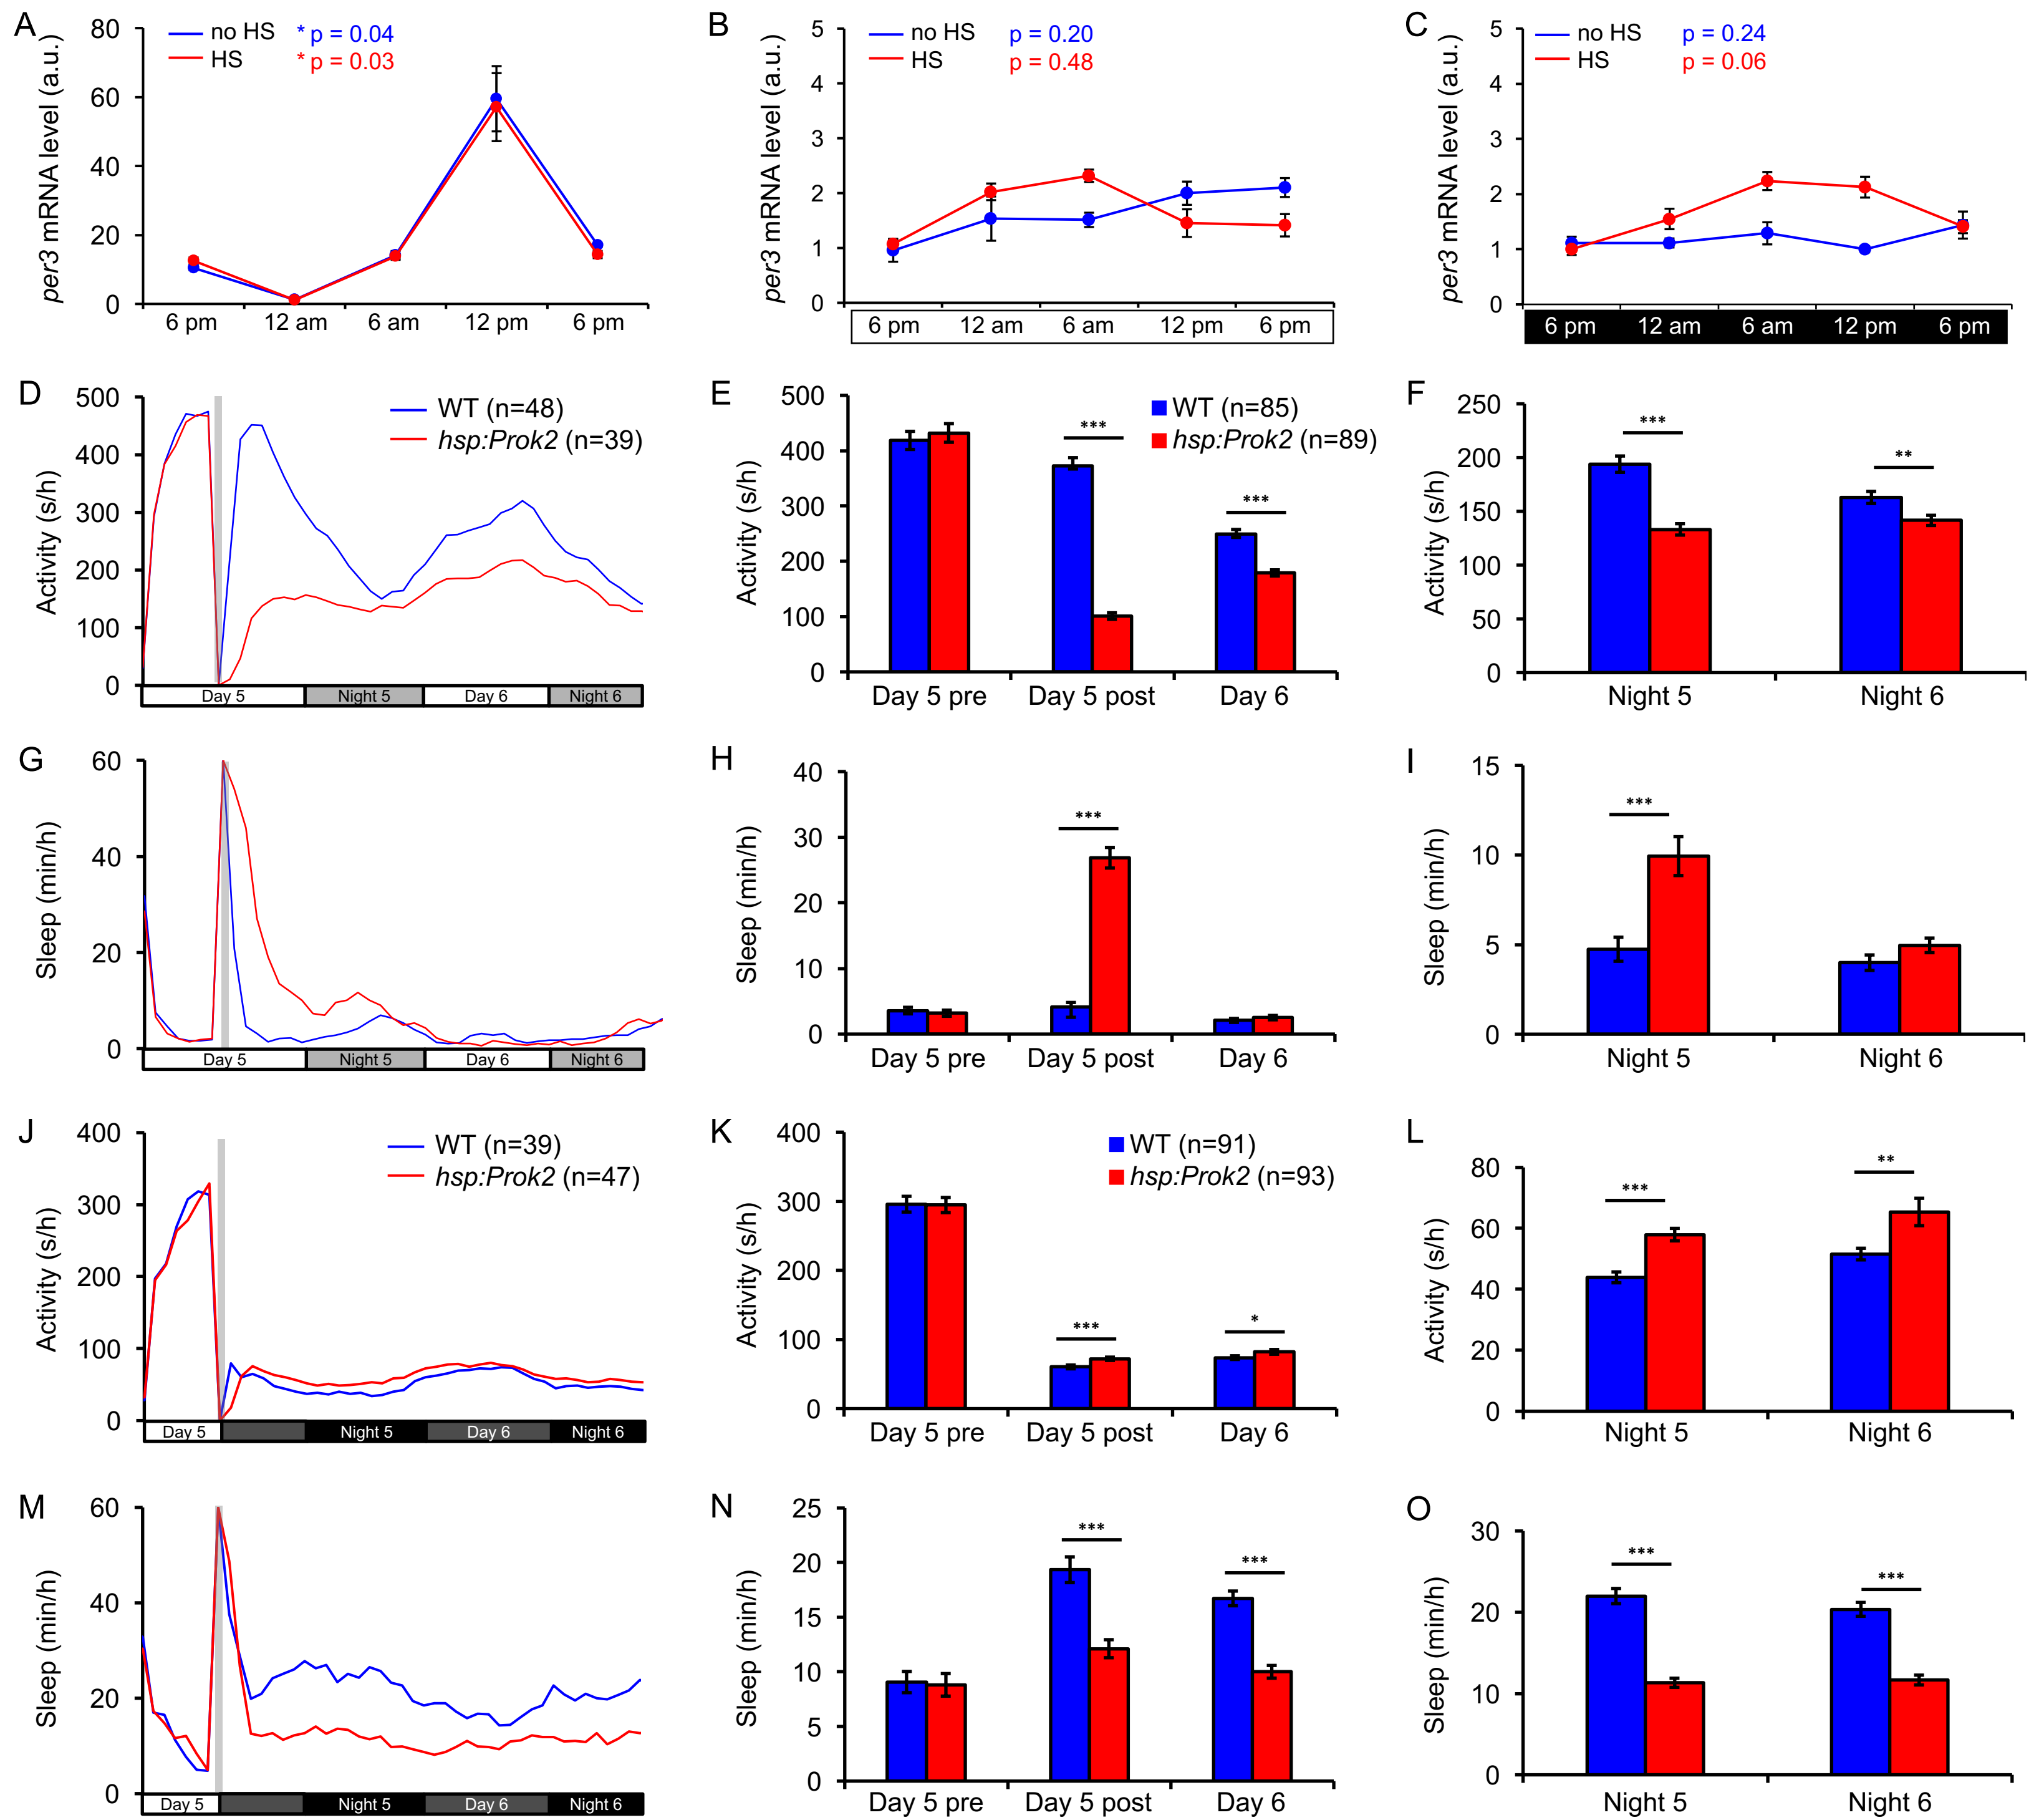 A
per3 mRNA level (a.u.)
80
60
40
20
0
no HS
* p = 0.04
HS
* p = 0.03
6 pm 12 am 6 am 12 pm 6 pm
B
per3 mRNA level (a.u.)
5
4
3
2
1
0
no HS
p = 0.20
HS
p = 0.48
6 pm 12 am 6 am 12 pm 6 pm
C
per3 mRNA level (a.u.)
5
4
3
2
1
0
no HS
p = 0.24
HS
p = 0.06
6 pm 12 am 6 am 12 pm 6 pm
D
Activity (s/h)
500
400
300
200
100
0
WT (n=48)
hsp:Prok2 (n=39)
Day 5 Night 5 Day 6 Night 6
E
Activity (s/h)
500
400
300
200
100
0
WT (n=85)
hsp:Prok2 (n=89)
***
***
Day 5 pre Day 5 post Day 6
F
Activity (s/h)
250
200
150
100
50
0
***
**
Night 5 Night 6
G
Sleep (min/h)
60
40
20
0
Day 5 Night 5 Day 6 Night 6
H
Sleep (min/h)
40
30
20
10
0
***
Day 5 pre Day 5 post Day 6
I
Sleep (min/h)
15
10
5
0
***
Night 5 Night 6
J
Activity (s/h)
400
300
200
100
0
WT (n=39)
hsp:Prok2 (n=47)
Day 5 Night 5 Day 6 Night 6
K
Activity (s/h)
400
300
200
100
0
WT (n=91)
hsp:Prok2 (n=93)
***
*
Day 5 pre Day 5 post Day 6
L
Activity (s/h)
80
60
40
20
0
***
**
Night 5 Night 6
M
Sleep (min/h)
60
40
20
0
Day 5 Night 5 Day 6 Night 6
N
Sleep (min/h)
25
20
15
10
5
0
***
***
Day 5 pre Day 5 post Day 6
O
Sleep (min/h)
30
20
10
0
***
***
Night 5 Night 6